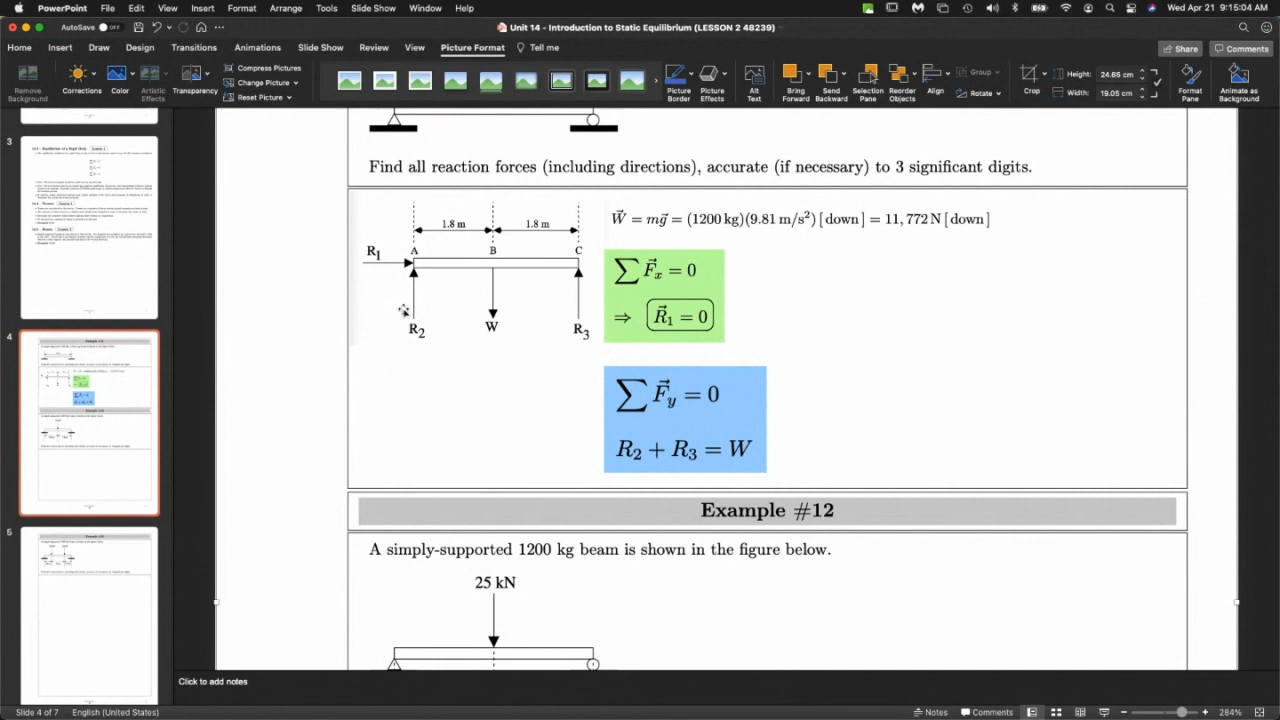 PowerPoint File Edit View Insert Format Arrange Tools Slide Show Window Help Wed Apr 21 9:15:04 AM
AutoSave OFF Unit 14 - Introduction to Static Equilibrium (LESSON 2 48239)
Home Insert Draw Design Transitions Animations Slide Show Review View Picture Format Tell me Share Comments
Remove Background Corrections Color Artistic Effects Transparency Compress Pictures Change Picture Reset Picture Picture Border Picture Effects Alt Text Bring Forward Send Backward Selection Pane Reorder Objects Align Group Rotate Crop Height: 24.65 cm Width: 19.05 cm Format Pane Animate as Background
3
4
5
Find all reaction forces (including directions), accurate (if necessary) to 3 significant digits.
W⃗ = mg⃗ = (1200 kg)(9.81 m/s²) [down] = 11,772 N [down]
1.8 m
A B C
R1
R2 W R3
∑ F⃗x = 0
⇒ R⃗1 = 0
∑ F⃗y = 0
R2 + R3 = W
Example #12
A simply-supported 1200 kg beam is shown in the figure below.
25 kN
Click to add notes
Slide 4 of 7 English (United States) Notes Comments 284%